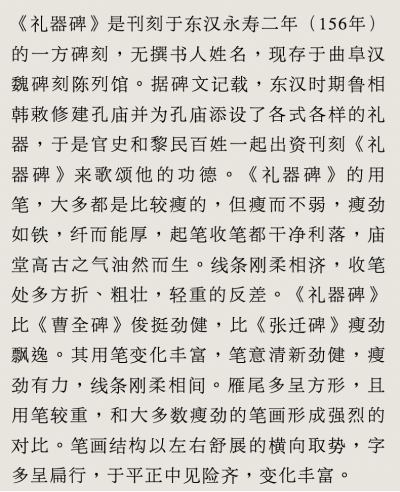 《礼器碑》是刊刻于东汉永寿二年（156年）
的一方碑刻，无撰书人姓名，现存于曲阜汉
魏碑刻陈列馆。据碑文记载，东汉时期鲁相
韩敕修建孔庙并为孔庙添设了各式各样的礼
器，于是官史和黎民百姓一起出资刊刻《礼
器碑》来歌颂他的功德。《礼器碑》的用
笔，大多都是比较瘦的，但瘦而不弱，瘦劲
如铁，纤而能厚，起笔收笔都干净利落，庙
堂高古之气油然而生。线条刚柔相济，收笔
处多方折、粗壮，轻重的反差。《礼器碑》
比《曹全碑》俊挺劲健，比《张迁碑》瘦劲
飘逸。其用笔变化丰富，笔意清新劲健，瘦
劲有力，线条刚柔相间。雁尾多呈方形，且
用笔较重，和大多数瘦劲的笔画形成强烈的
对比。笔画结构以左右舒展的横向取势，字
多呈扁行，于平正中见险齐，变化丰富。